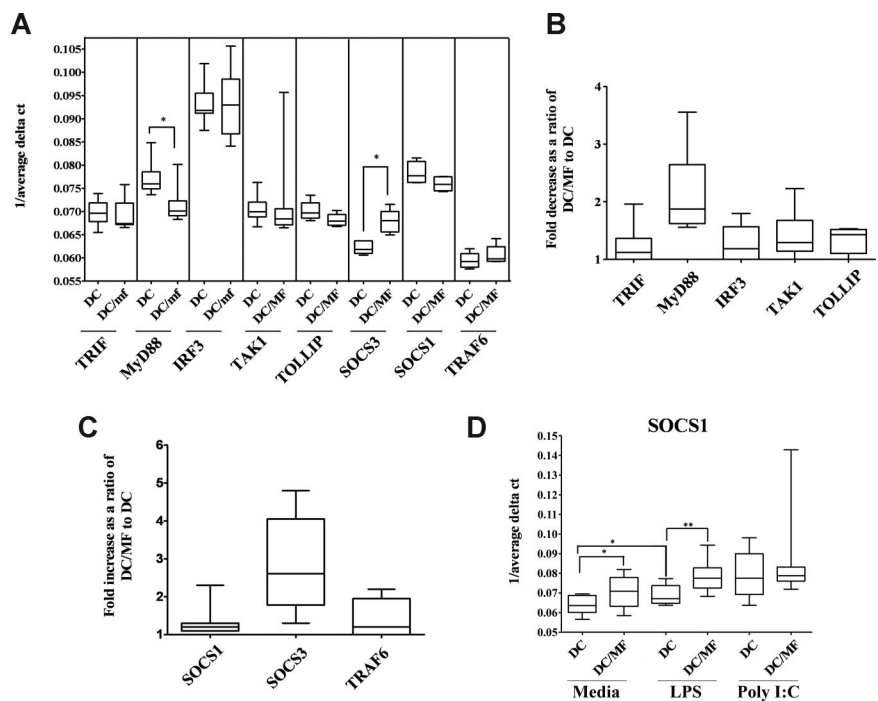 A
1/average delta ct
0.105
0.100
0.095
0.090
0.085
0.080
0.075
0.070
0.065
0.060
0.055
*
*
DC DC/mf DC DC/mf DC DC/mf DC DC/MF DC DC/MF DC DC/MF DC DC/MF DC DC/MF
TRIF MyD88 IRF3 TAK1 TOLLIP SOCS3 SOCS1 TRAF6
B
Fold decrease as a ratio of
DC/MF to DC
4
3
2
1
TRIF MyD88 IRF3 TAK1 TOLLIP
C
Fold increase as a ratio of
DC/MF to DC
6
5
4
3
2
1
SOCS1 SOCS3 TRAF6
D
SOCS1
1/average delta ct
0.15
0.14
0.13
0.12
0.11
0.10
0.09
0.08
0.07
0.06
0.05
*
*
**
DC DC/MF DC DC/MF DC DC/MF
Media LPS Poly I:C